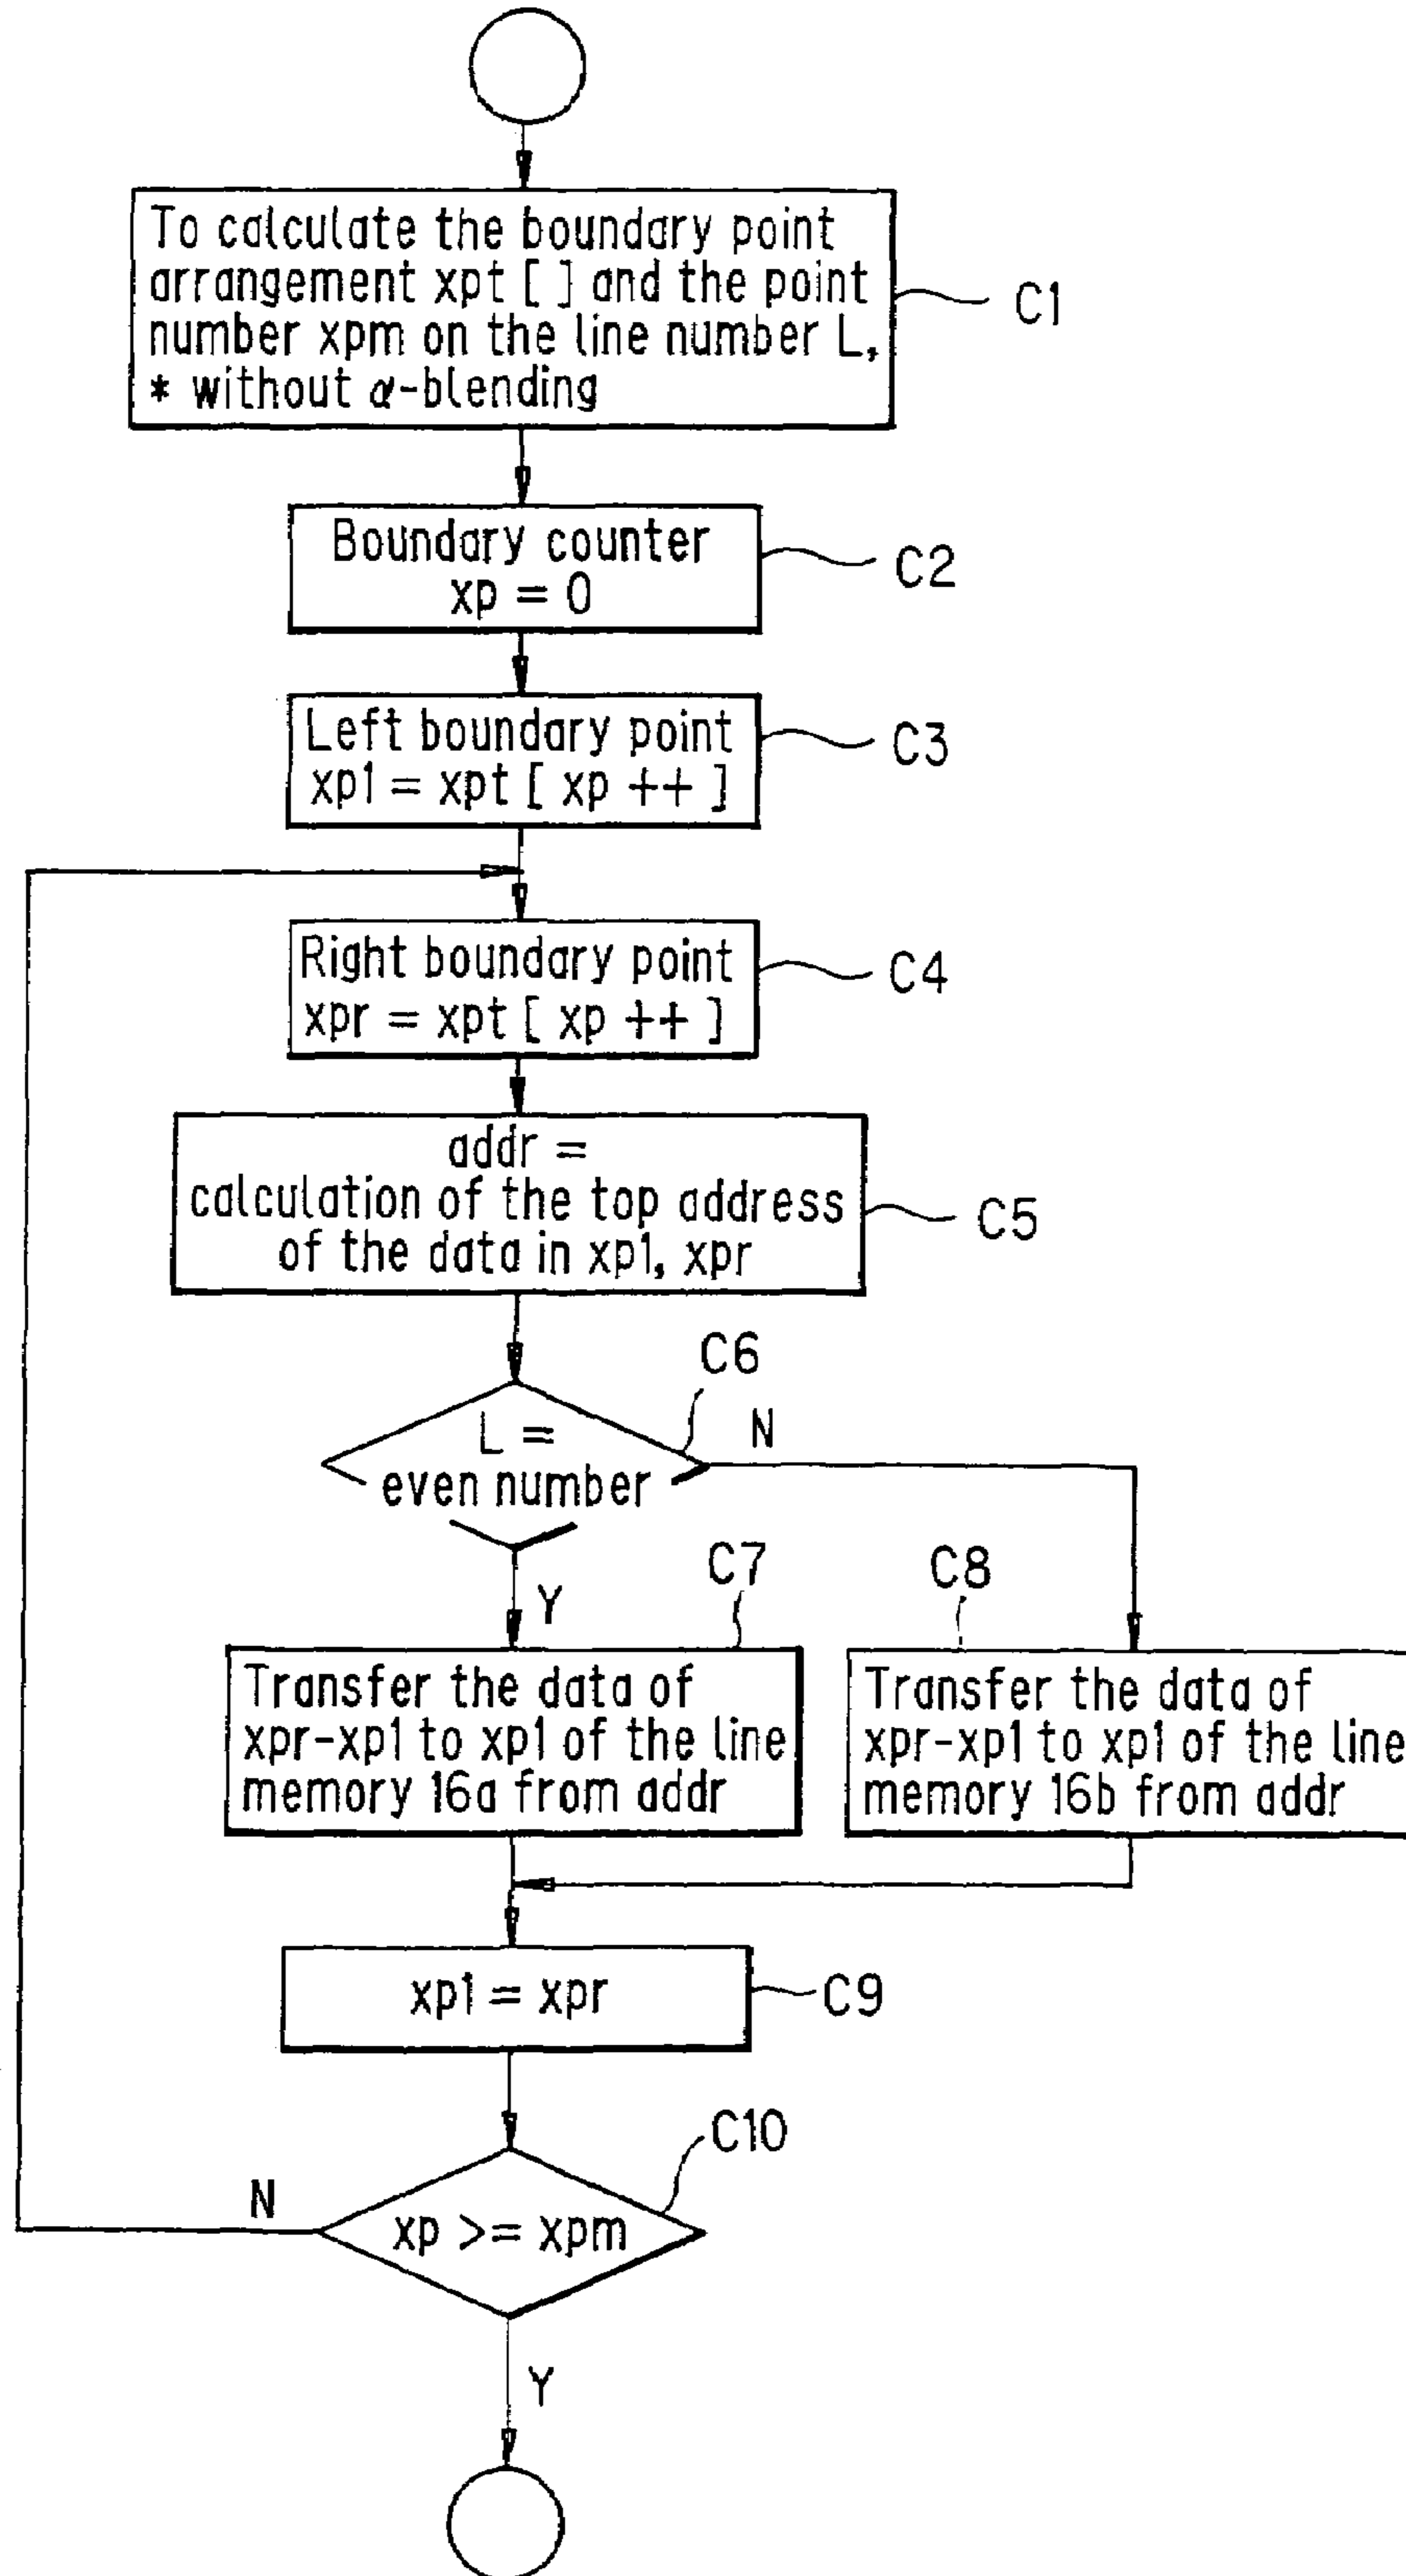 To calculate the boundary point
arrangement xpt [ ] and the point
number xpm on the line number L,
* without α-blending
C1
Boundary counter
xp = 0
C2
Left boundary point
xp1 = xpt [ xp ++ ]
C3
Right boundary point
xpr = xpt [ xp ++ ]
C4
addr =
calculation of the top address
of the data in xp1, xpr
C5
C6
L =
even number
N
Y
C7
Transfer the data of
xpr-xp1 to xp1 of the line
memory 16a from addr
C8
Transfer the data of
xpr-xp1 to xp1 of the line
memory 16b from addr
xp1 = xpr
C9
C10
xp >= xpm
N
Y